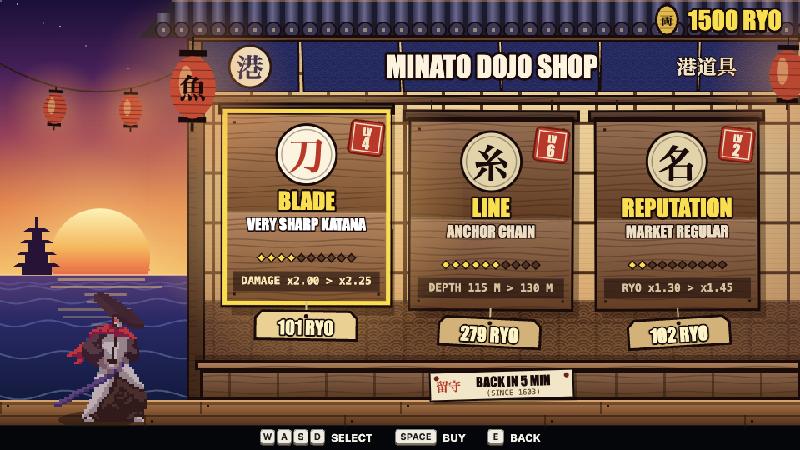 両 1500 RYO
港 MINATO DOJO SHOP 港道具
魚
刀 LV 4
BLADE
VERY SHARP KATANA
DAMAGE x2.00 > x2.25
101 RYO
糸 LV 6
LINE
ANCHOR CHAIN
DEPTH 115 M > 130 M
279 RYO
名 LV 2
REPUTATION
MARKET REGULAR
RYO x1.30 > x1.45
102 RYO
留守 BACK IN 5 MIN
(SINCE 1603)
W A S D SELECT SPACE BUY E BACK